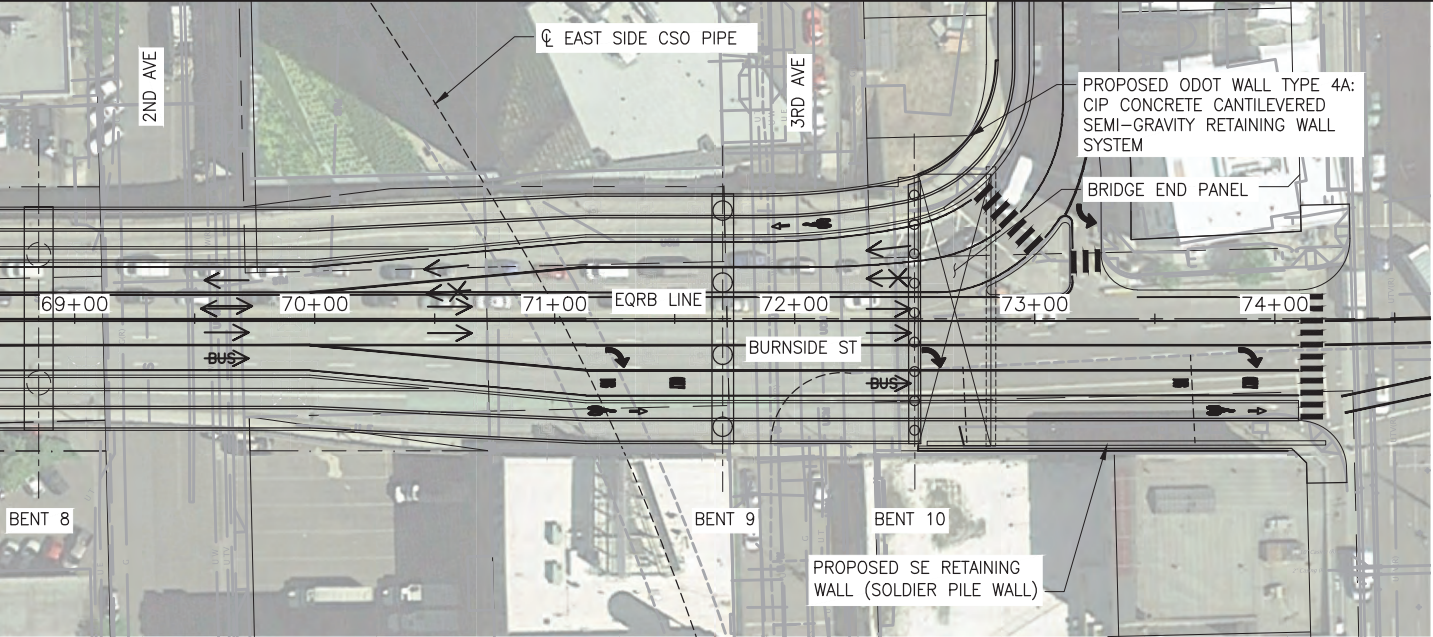 ℄ EAST SIDE CSO PIPE
2ND AVE
3RD AVE
PROPOSED ODOT WALL TYPE 4A:
CIP CONCRETE CANTILEVERED
SEMI-GRAVITY RETAINING WALL
SYSTEM
BRIDGE END PANEL
69+00
70+00
71+00
EQRB LINE
72+00
73+00
74+00
BURNSIDE ST
BUS
BUS
BENT 8
BENT 9
BENT 10
PROPOSED SE RETAINING
WALL (SOLDIER PILE WALL)